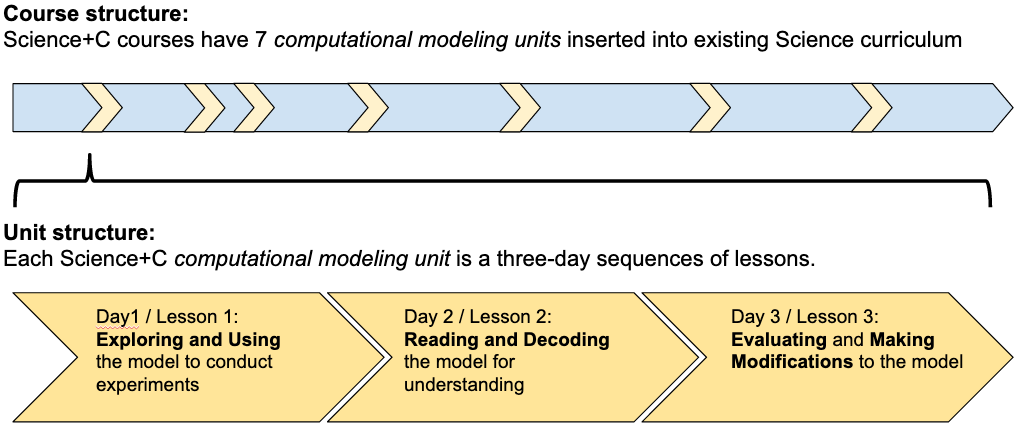 Course structure:
Science+C courses have 7 computational modeling units inserted into existing Science curriculum
Unit structure:
Each Science+C computational modeling unit is a three-day sequences of lessons.
Day1 / Lesson 1:
Exploring and Using
the model to conduct
experiments
Day 2 / Lesson 2:
Reading and Decoding
the model for
understanding
Day 3 / Lesson 3:
Evaluating and Making
Modifications to the model